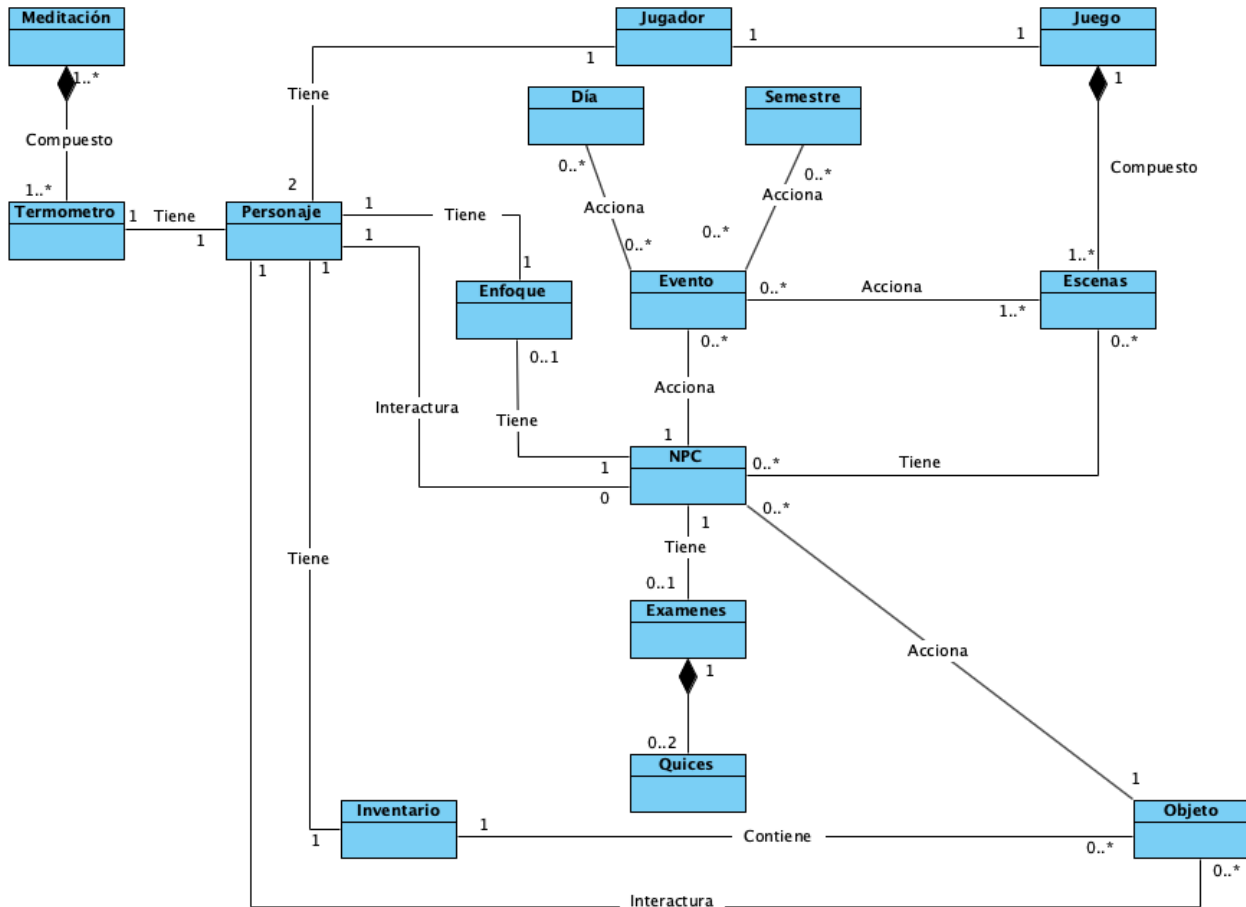 Meditación
Jugador
Juego
1..*
1
1
1
1
Tiene
Día
Semestre
Compuesto
0..*
0..*
Compuesto
Acciona
Acciona
1..*
2
Termometro
1
Tiene
1
Personaje
1
Tiene
1
0..*
0..*
1..*
1
1
1
Enfoque
Evento
0..*
Acciona
1..*
Escenas
0..1
0..*
0..*
Interactura
Acciona
Tiene
1
NPC
1
0
0..*
Tiene
0..*
1
Tiene
Tiene
0..1
Examenes
1
Acciona
0..2
Quices
1
Inventario
1
1
Contiene
0..*
Objeto
0..*
Interactura